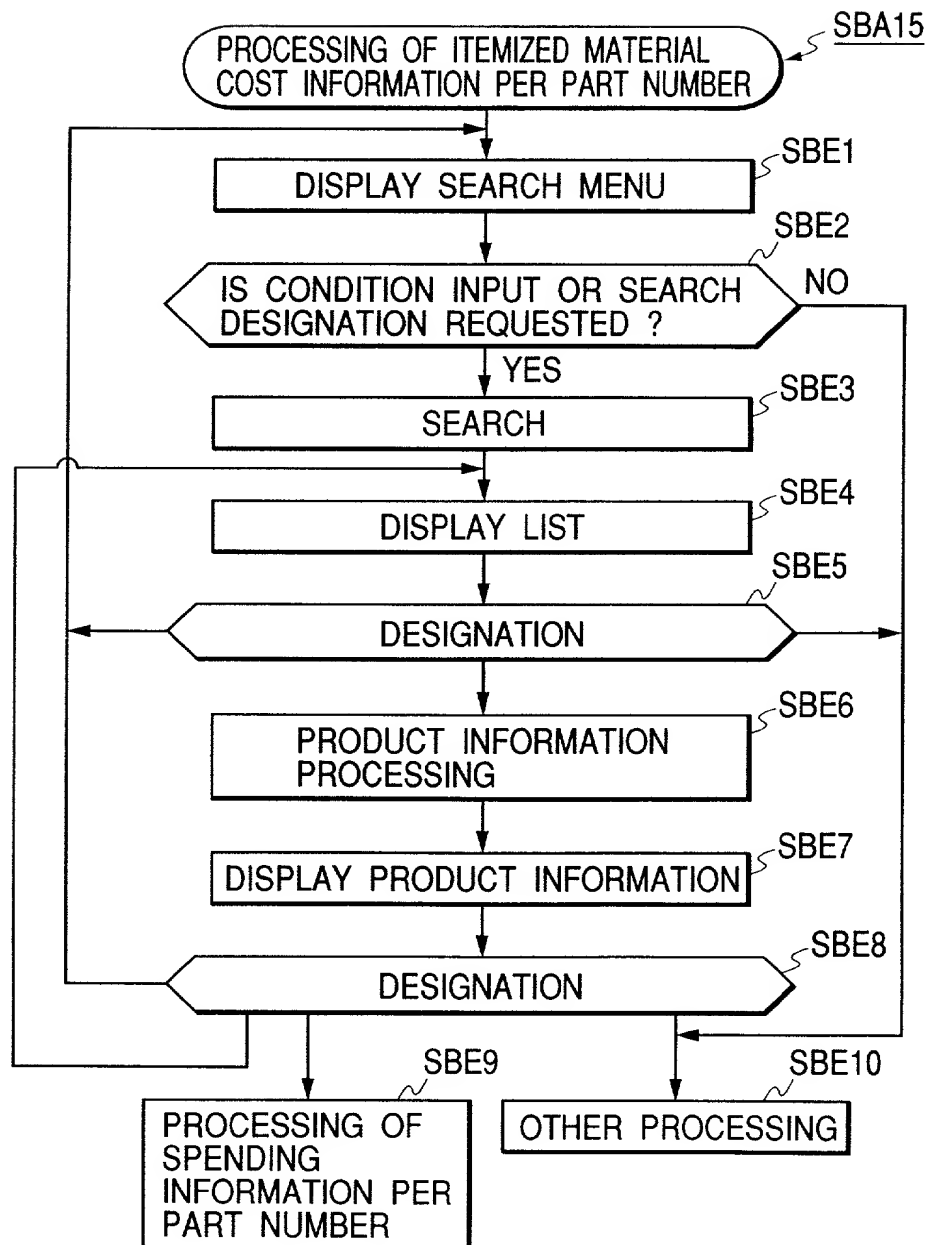 SBA15
PROCESSING OF ITEMIZED MATERIAL
COST INFORMATION PER PART NUMBER
SBE1
DISPLAY SEARCH MENU
SBE2
IS CONDITION INPUT OR SEARCH
DESIGNATION REQUESTED ?
NO
YES
SBE3
SEARCH
SBE4
DISPLAY LIST
SBE5
DESIGNATION
SBE6
PRODUCT INFORMATION
PROCESSING
SBE7
DISPLAY PRODUCT INFORMATION
SBE8
DESIGNATION
SBE9
PROCESSING OF
SPENDING
INFORMATION PER
PART NUMBER
SBE10
OTHER PROCESSING